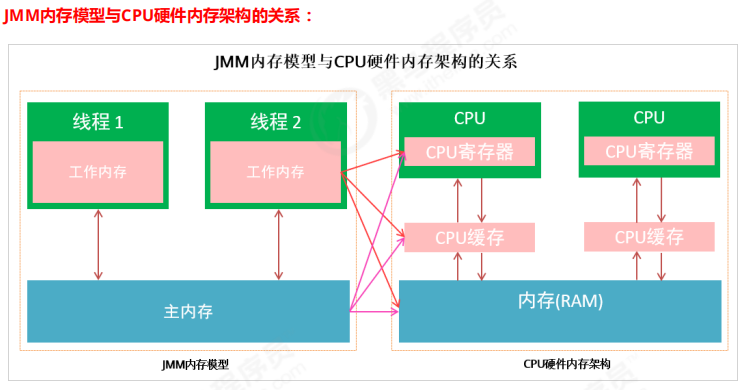 JMM内存模型与CPU硬件内存架构的关系：
JMM内存模型与CPU硬件内存架构的关系
线程 1
线程 2
CPU
CPU
工作内存
工作内存
CPU寄存器
CPU寄存器
CPU缓存
CPU缓存
主内存
内存(RAM)
JMM内存模型
CPU硬件内存架构